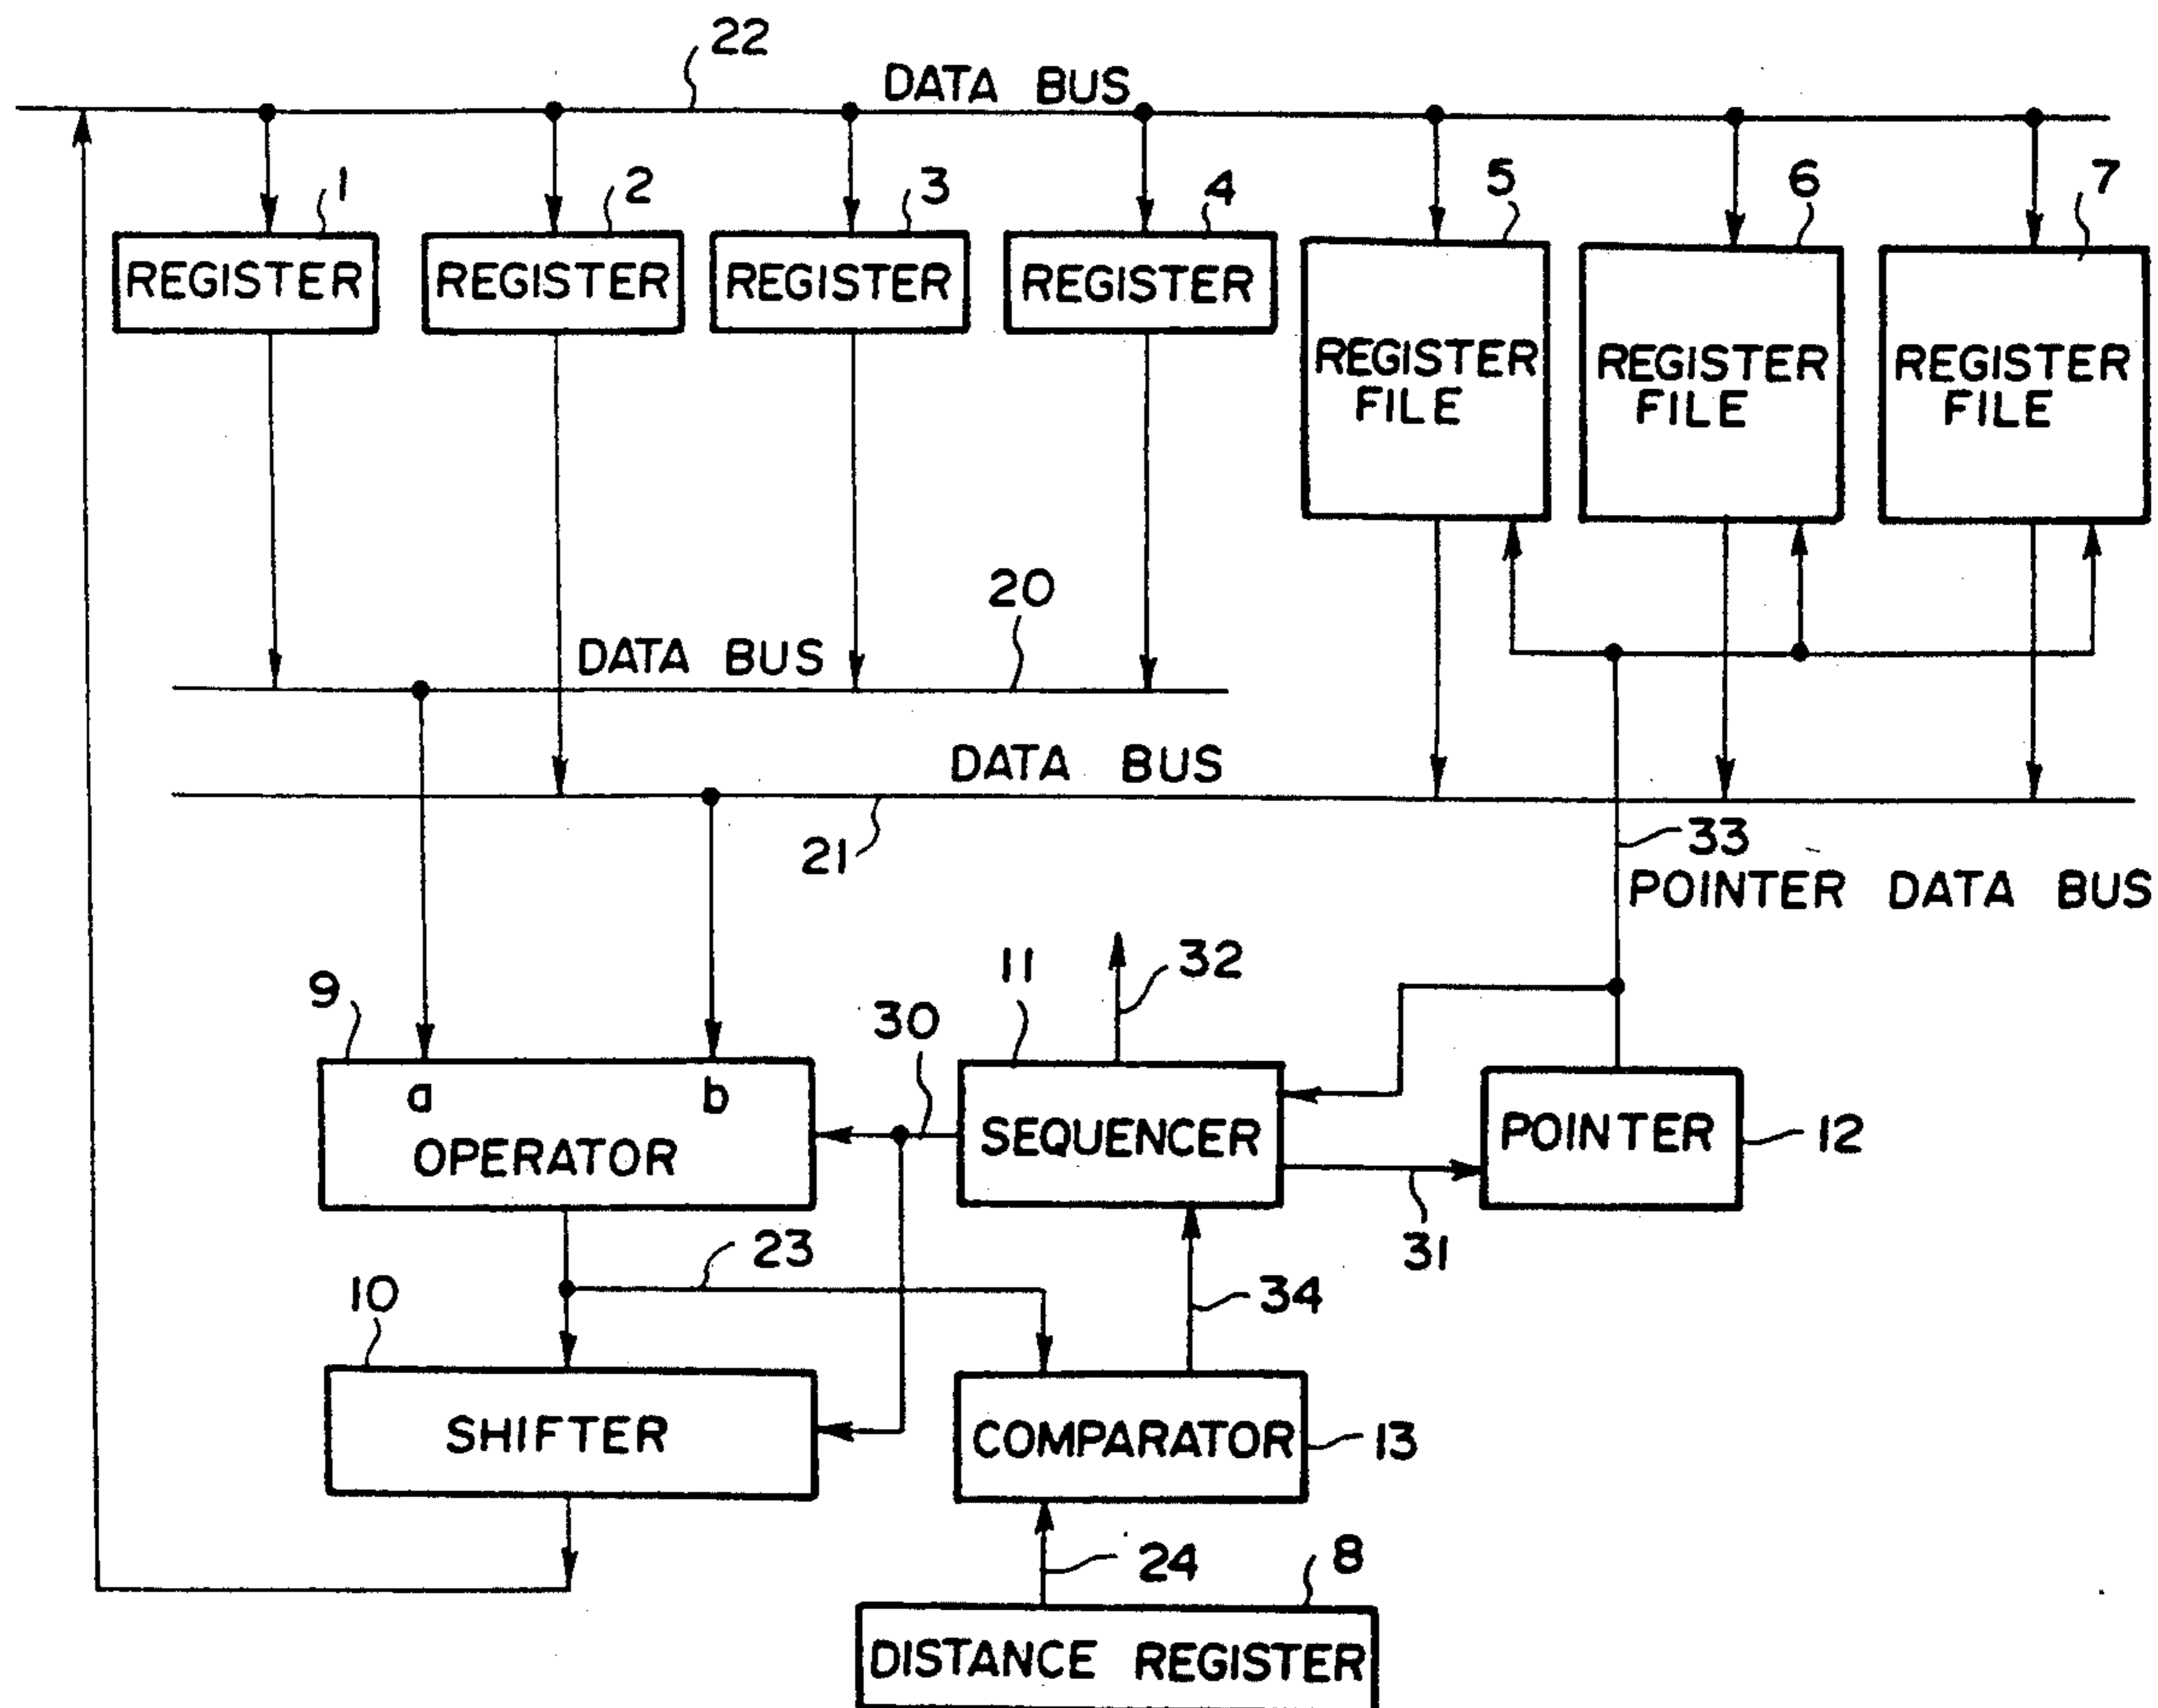 22
DATA BUS
1
2
3
4
5
6
7
REGISTER
REGISTER
REGISTER
REGISTER
REGISTER
FILE
REGISTER
FILE
REGISTER
FILE
20
DATA BUS
DATA BUS
21
33
POINTER DATA BUS
9
30
11
32
a
b
OPERATOR
SEQUENCER
POINTER
12
31
23
34
10
SHIFTER
COMPARATOR
13
24
8
DISTANCE REGISTER